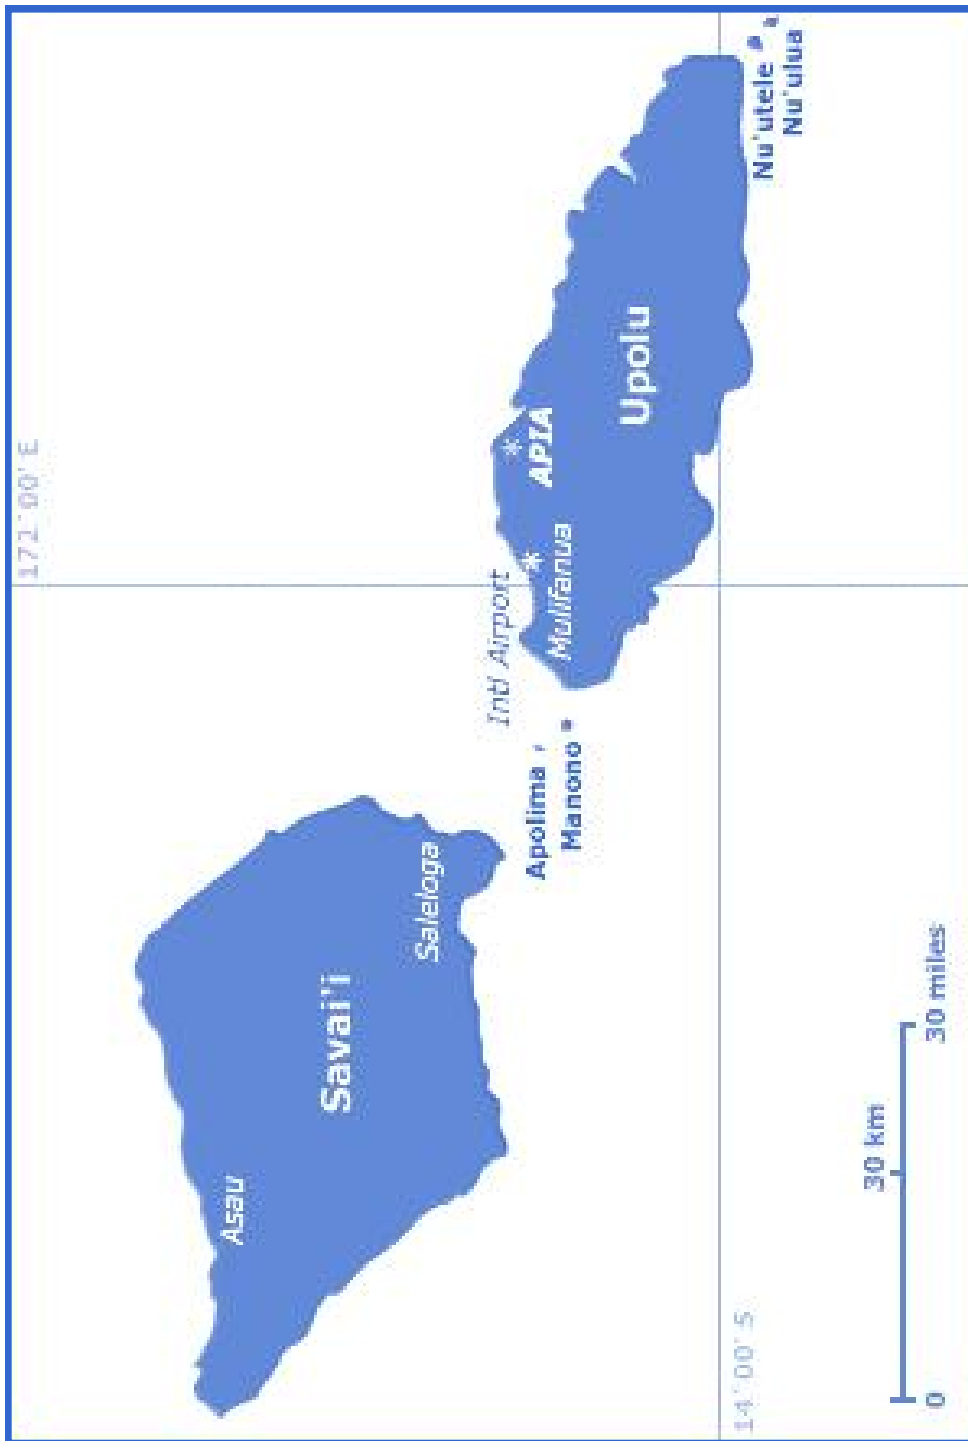 172°00' E
Asau
Savai'i
Saleloga
Intl Airport
Apolima
Manono
APIA
Mulifanua
Upolu
14°00' S
Nu'utele
Nu'ulua
30 km
0 30 miles